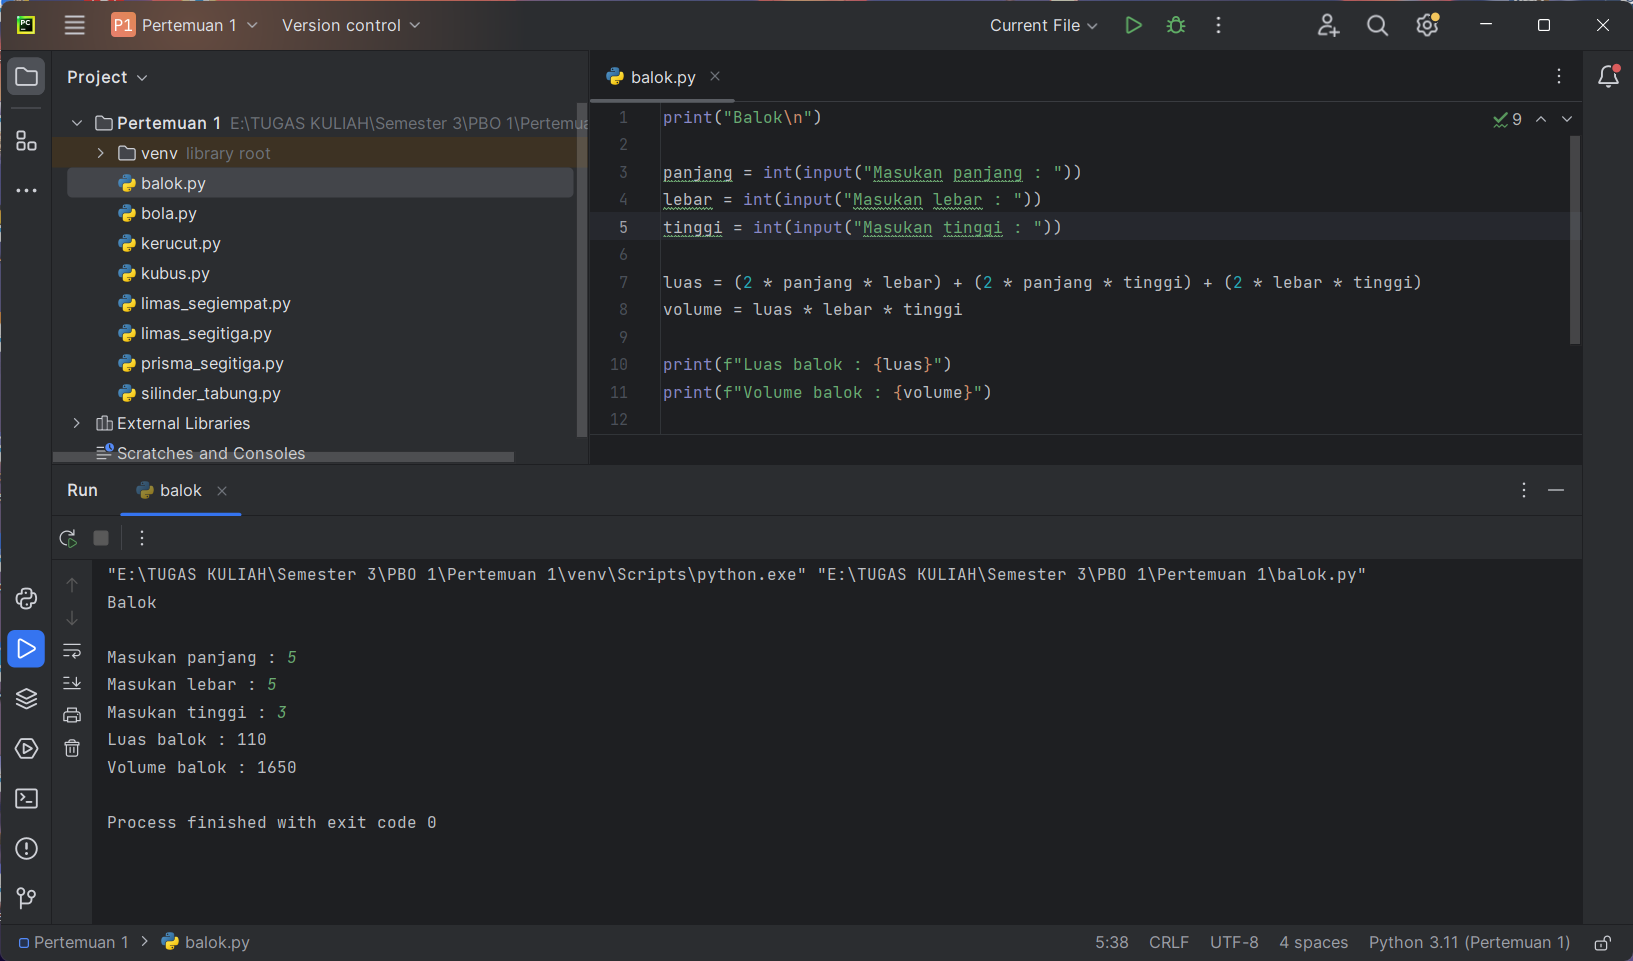 PC P1 Pertemuan 1 Version control Current File
Project
Pertemuan 1 E:\TUGAS KULIAH\Semester 3\PBO 1\Pertemua
venv library root
balok.py
bola.py
kerucut.py
kubus.py
limas_segiempat.py
limas_segitiga.py
prisma_segitiga.py
silinder_tabung.py
External Libraries
Scratches and Consoles
balok.py
9
1 print("Balok\n")
2
3 panjang = int(input("Masukan panjang : "))
4 lebar = int(input("Masukan lebar : "))
5 tinggi = int(input("Masukan tinggi : "))
6
7 luas = (2 * panjang * lebar) + (2 * panjang * tinggi) + (2 * lebar * tinggi)
8 volume = luas * lebar * tinggi
9
10 print(f"Luas balok : {luas}")
11 print(f"Volume balok : {volume}")
12
Run balok
"E:\TUGAS KULIAH\Semester 3\PBO 1\Pertemuan 1\venv\Scripts\python.exe" "E:\TUGAS KULIAH\Semester 3\PBO 1\Pertemuan 1\balok.py"
Balok
Masukan panjang : 5
Masukan lebar : 5
Masukan tinggi : 3
Luas balok : 110
Volume balok : 1650
Process finished with exit code 0
Pertemuan 1 > balok.py 5:38 CRLF UTF-8 4 spaces Python 3.11 (Pertemuan 1)